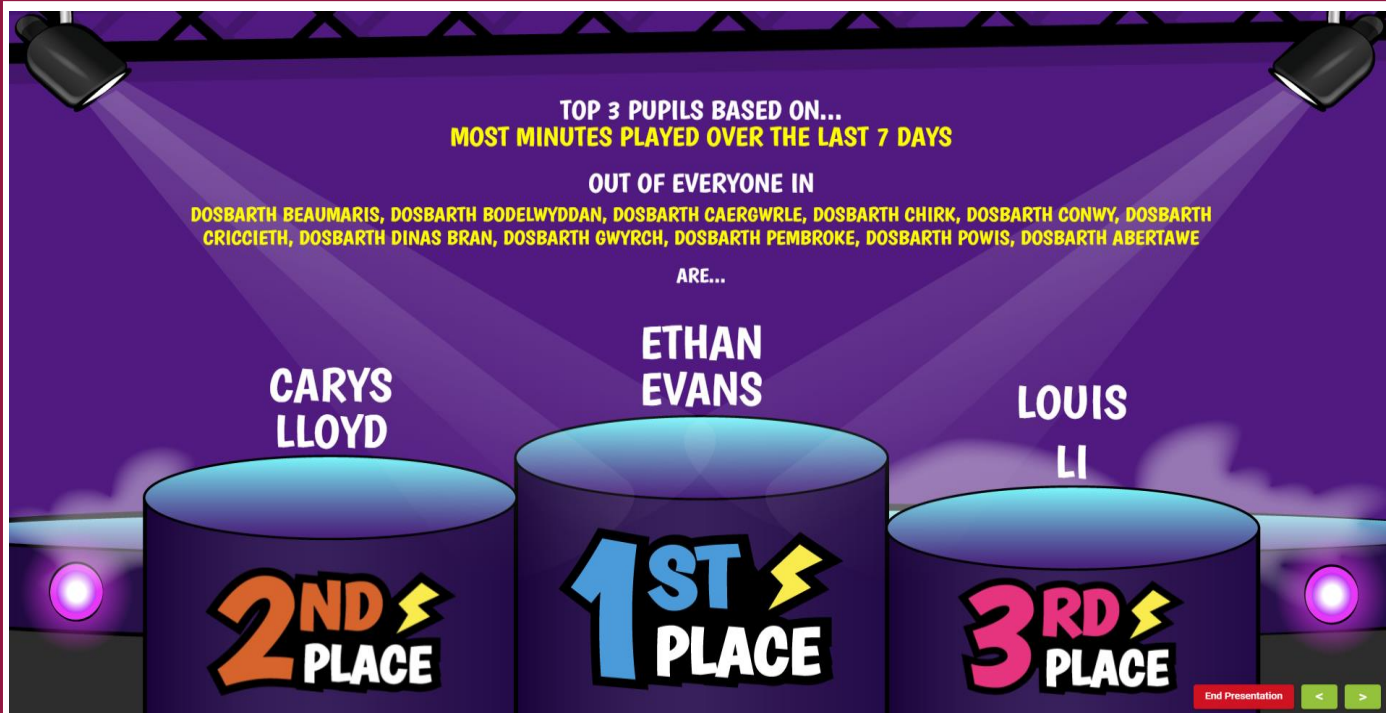 TOP 3 PUPILS BASED ON...
MOST MINUTES PLAYED OVER THE LAST 7 DAYS
OUT OF EVERYONE IN
DOSBARTH BEAUMARIS, DOSBARTH BODELWYDDAN, DOSBARTH CAERGWRLE, DOSBARTH CHIRK, DOSBARTH CONWY, DOSBARTH
CRICCIETH, DOSBARTH DINAS BRAN, DOSBARTH GWYRCH, DOSBARTH PEMBROKE, DOSBARTH POWIS, DOSBARTH ABERTAWE
ARE...
CARYS
LLOYD
2ND
PLACE
ETHAN
EVANS
1ST
PLACE
LOUIS
LI
3RD
PLACE
End Presentation < >